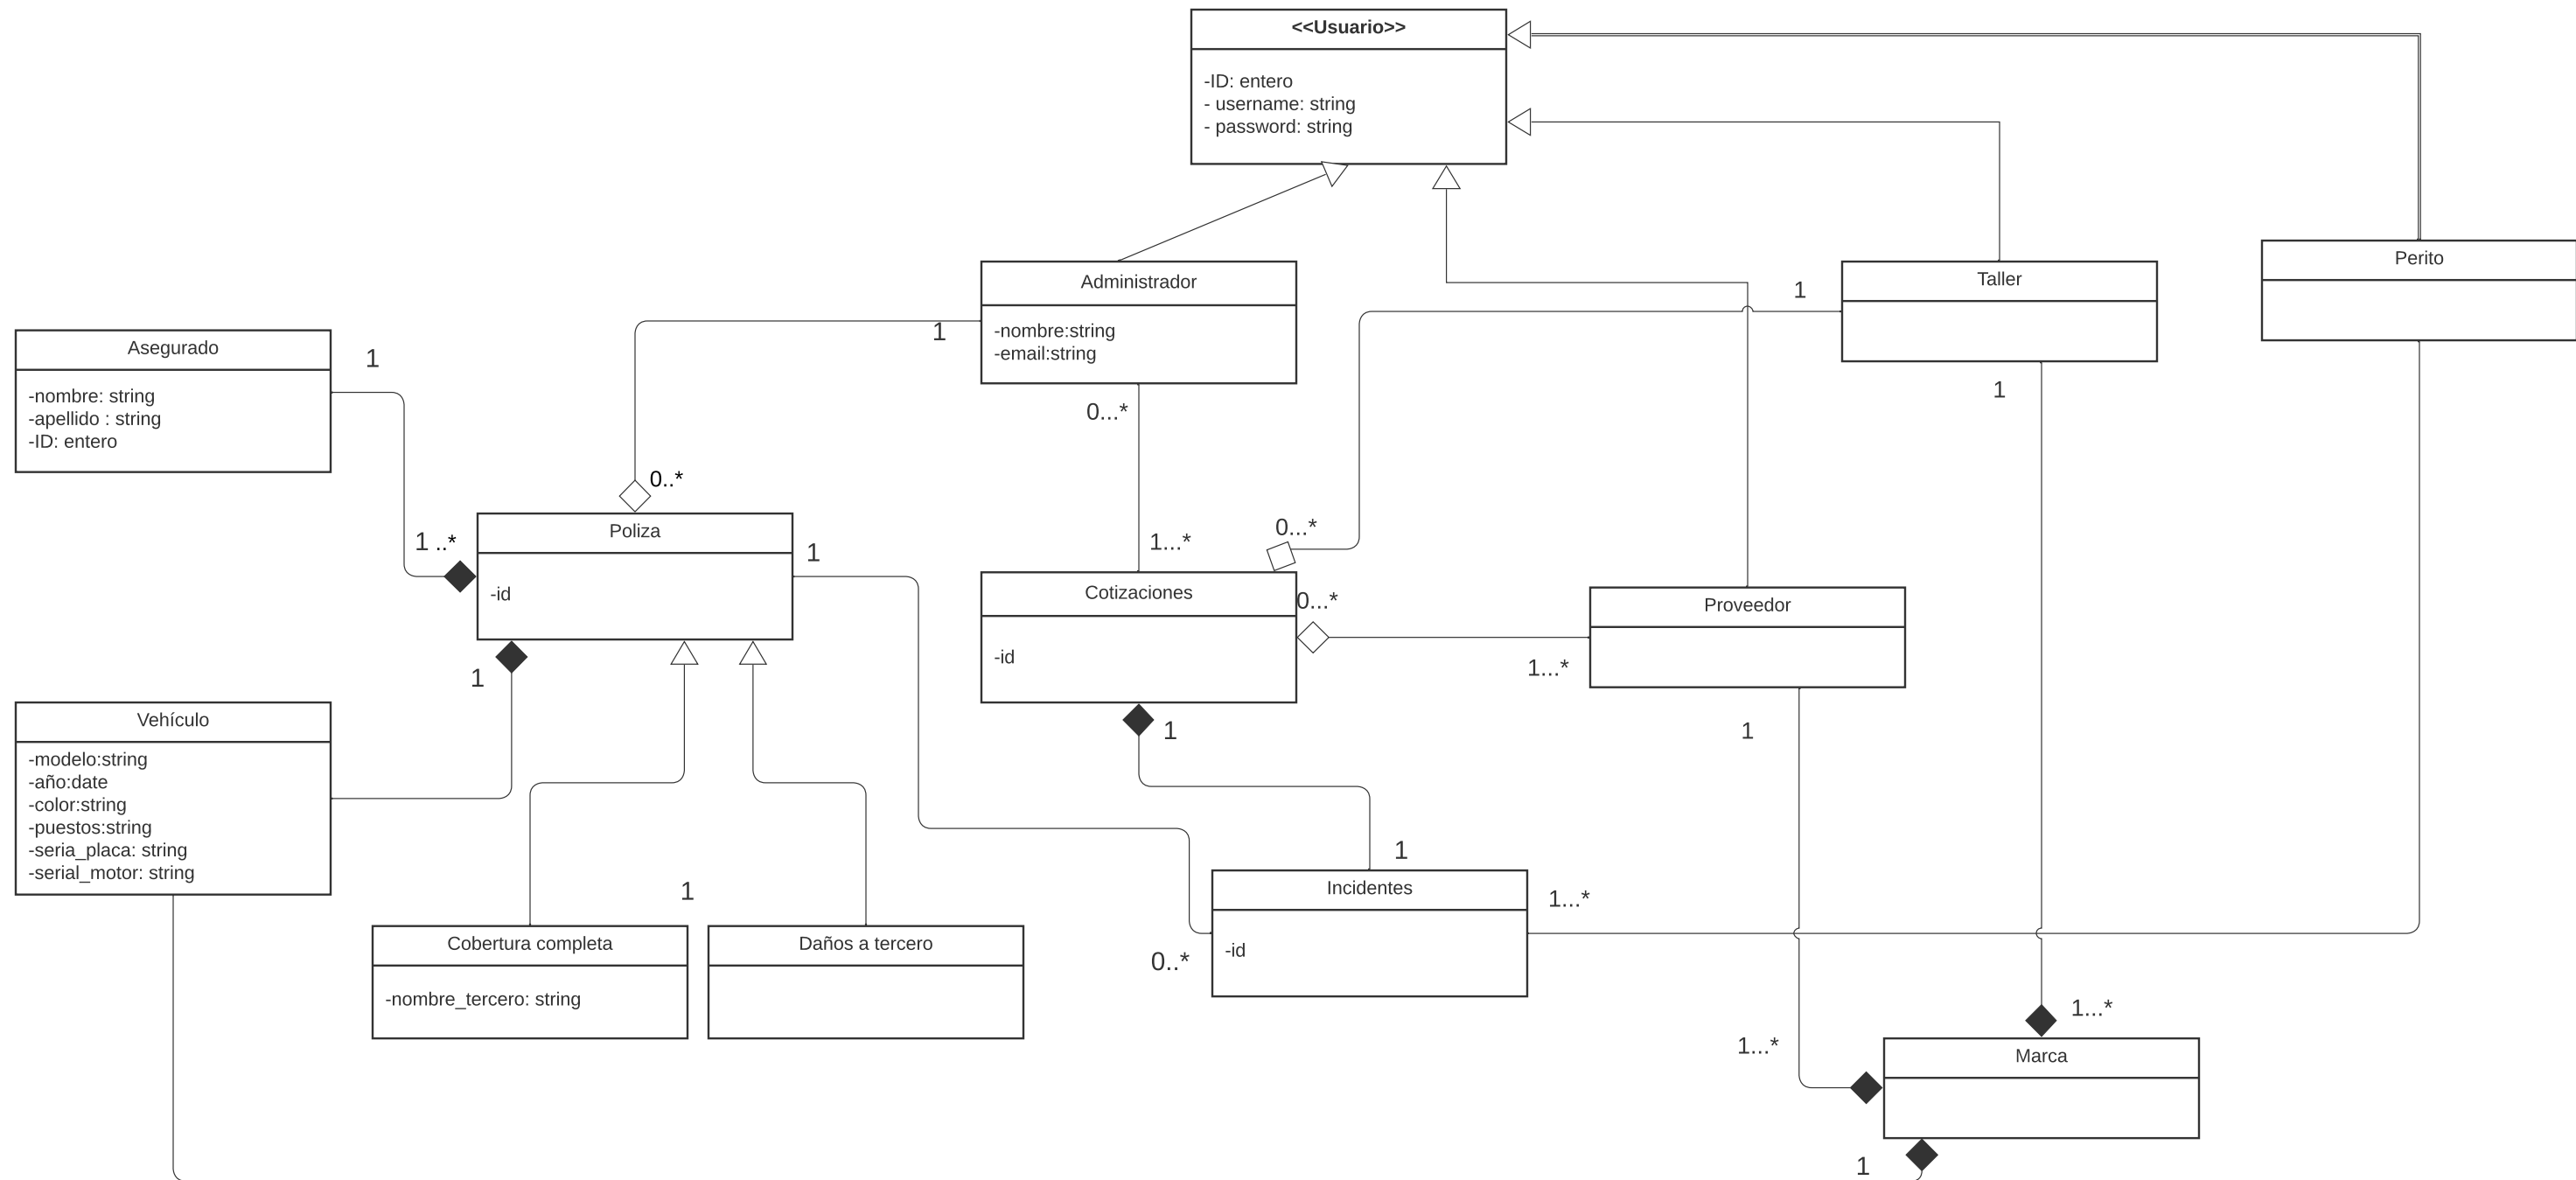 <<Usuario>>
-ID: entero
- username: string
- password: string
Administrador
-nombre:string
-email:string
Taller
Perito
Asegurado
-nombre: string
-apellido : string
-ID: entero
1
1
1
1
0...*
0..*
1 ..*
Poliza
-id
1
1
1...*
0...*
0...*
Cotizaciones
-id
1...*
Proveedor
1
1
Vehículo
-modelo:string
-año:date
-color:string
-puestos:string
-seria_placa: string
-serial_motor: string
1
1
Cobertura completa
-nombre_tercero: string
Daños a tercero
0..*
Incidentes
-id
1...*
1...*
1...*
Marca
1